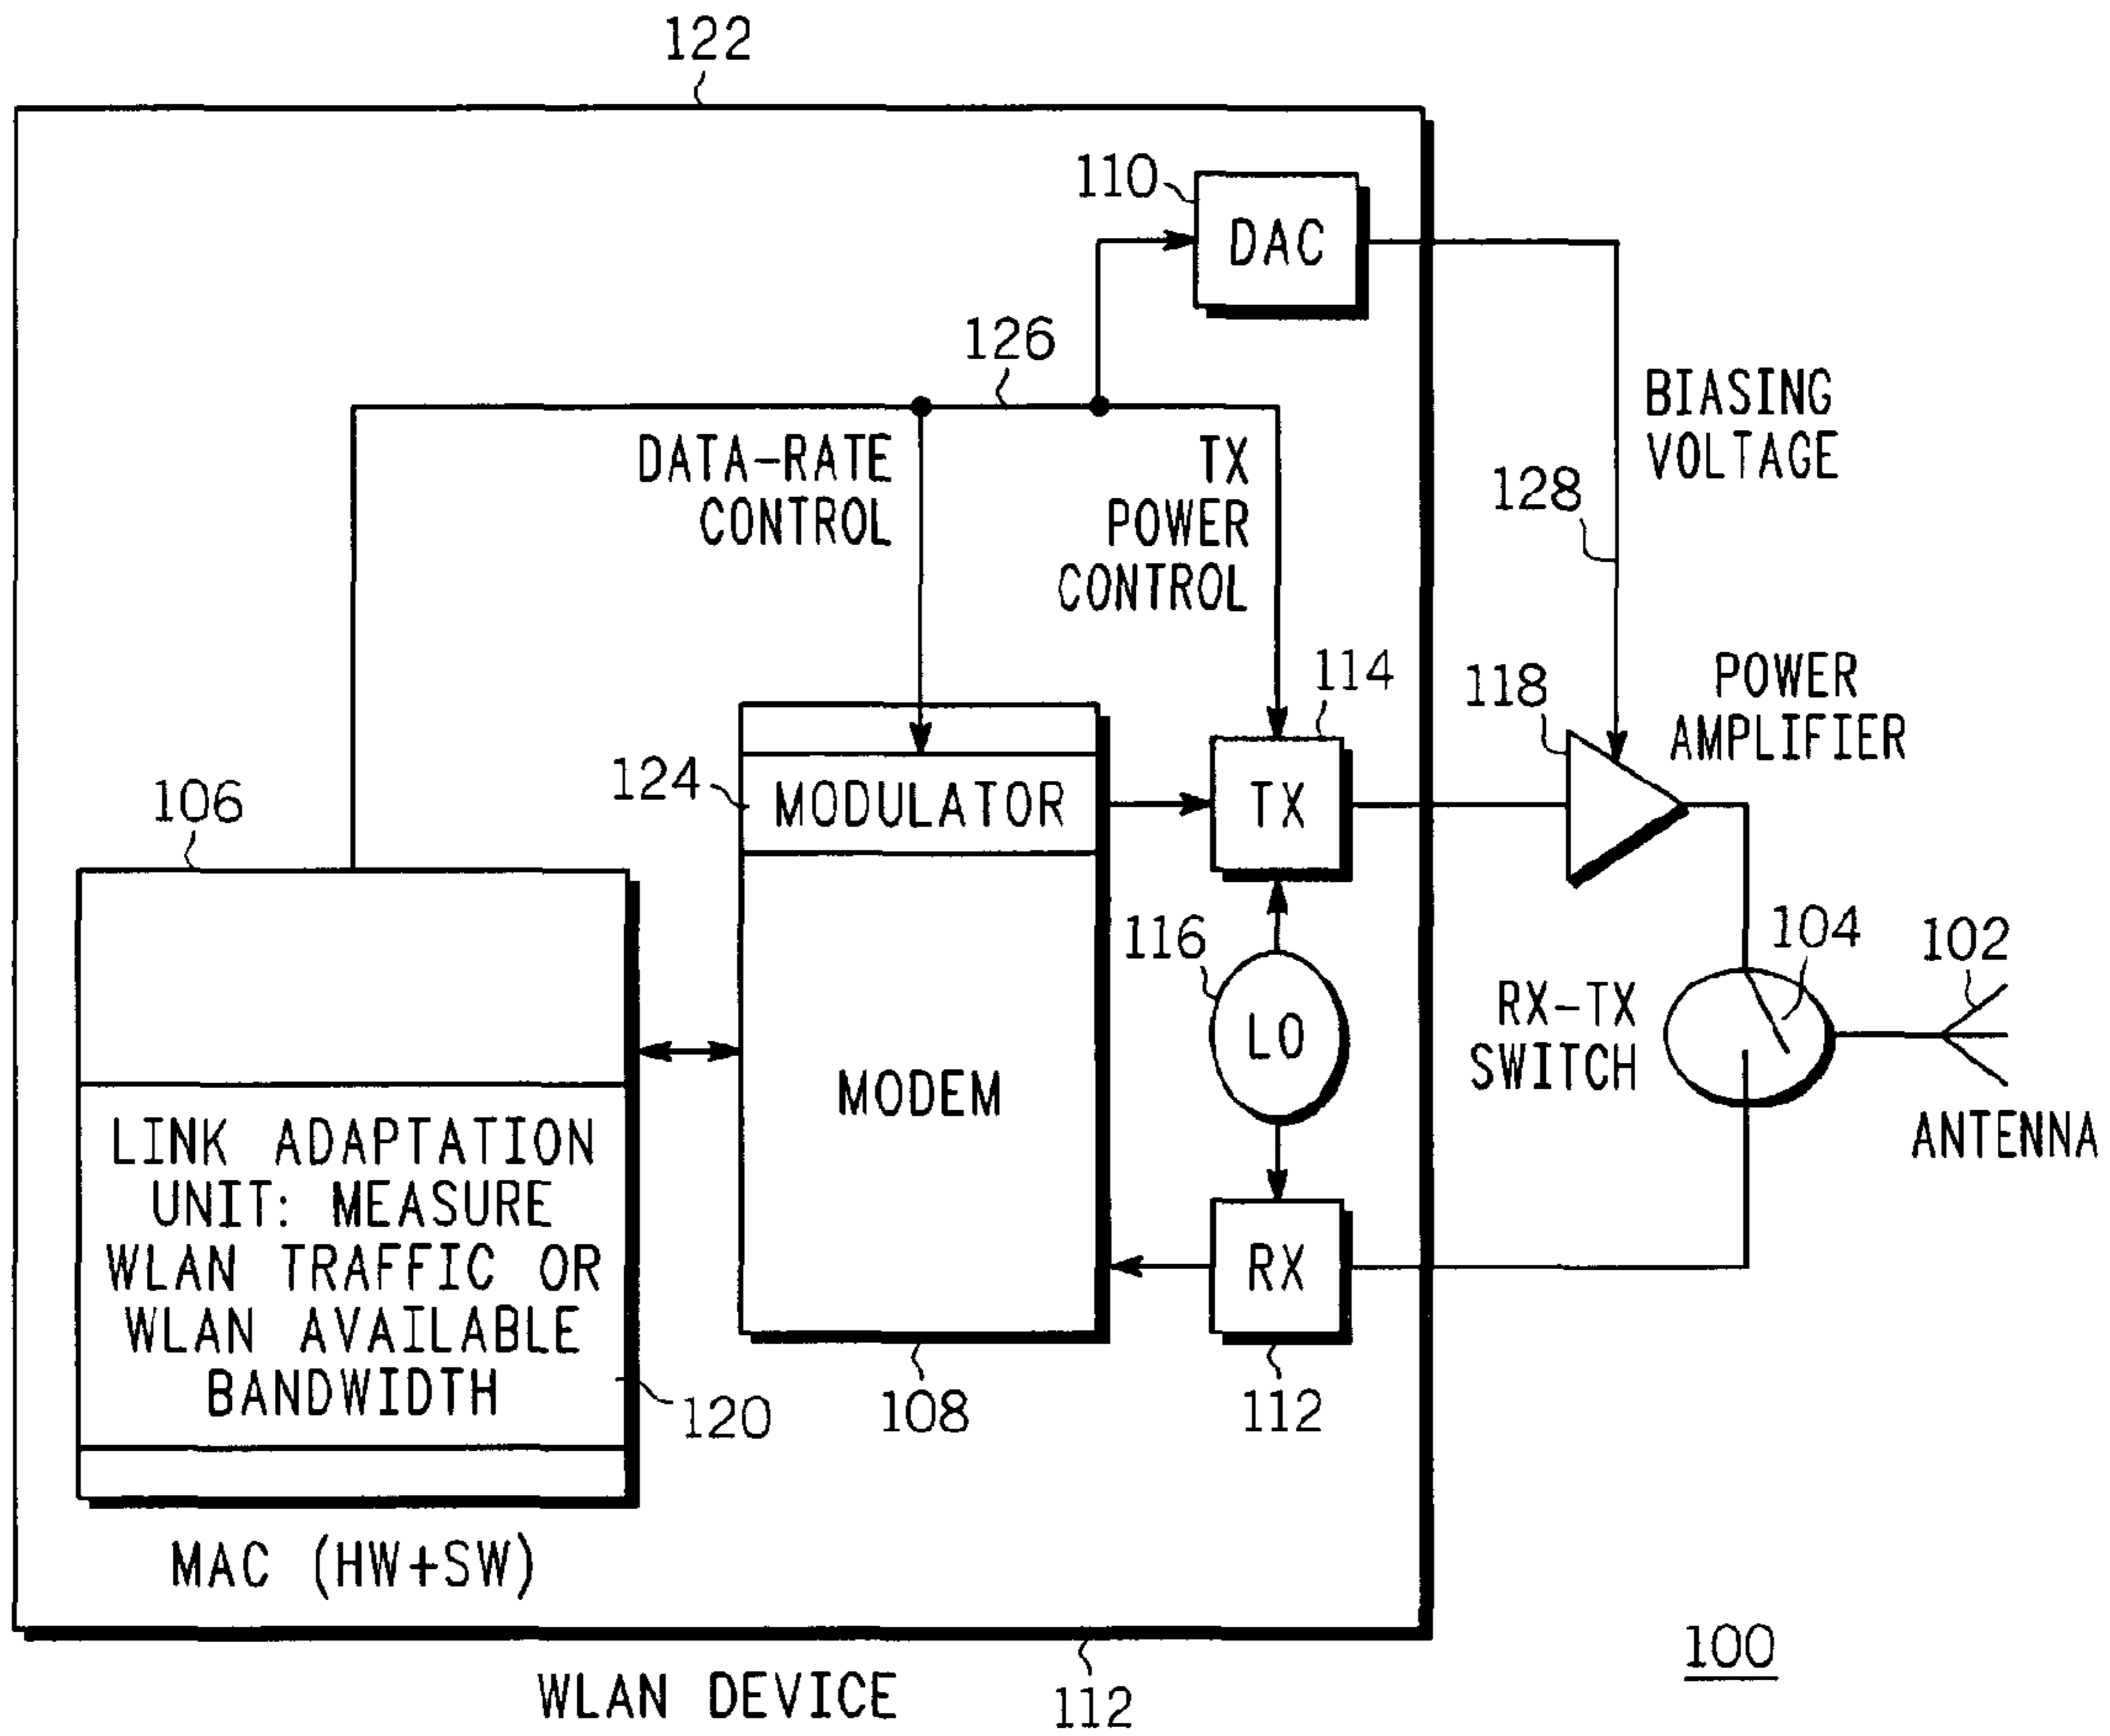 122
110
DAC
126
BIASING
VOLTAGE
DATA-RATE
CONTROL
TX
POWER
CONTROL
128
114
118
POWER
AMPLIFIER
106
124
MODULATOR
TX
116
104
102
LO
RX-TX
SWITCH
MODEM
ANTENNA
LINK ADAPTATION
UNIT: MEASURE
WLAN TRAFFIC OR
WLAN AVAILABLE
BANDWIDTH
RX
120
108
112
MAC (HW+SW)
100
WLAN DEVICE
112